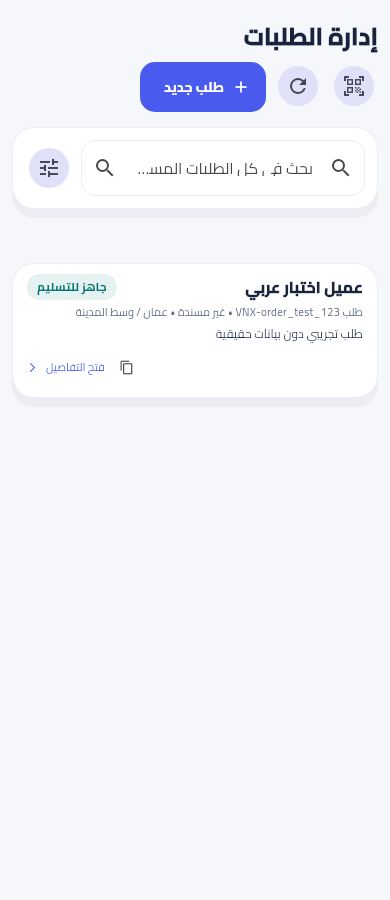 إدارة الطلبات
طلب جديد
بحث في كل الطلبات المس...
عميل اختبار عربي
جاهز للتسليم
طلب VNX-order_test_123 • غير مسندة • عمان / وسط المدينة
طلب تجريبي دون بيانات حقيقية
فتح التفاصيل